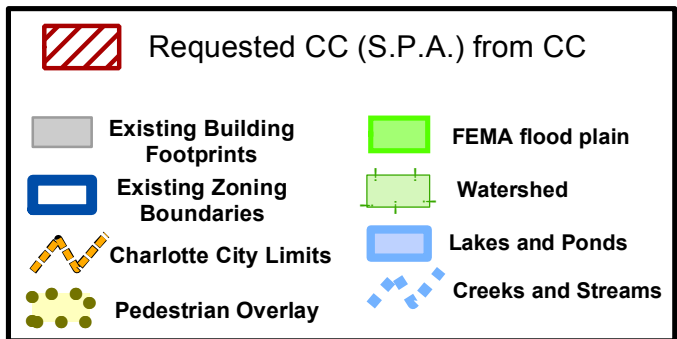 Requested CC (S.P.A.) from CC
Existing Building
Footprints
Existing Zoning
Boundaries
Charlotte City Limits
Pedestrian Overlay
FEMA flood plain
Watershed
Lakes and Ponds
Creeks and Streams